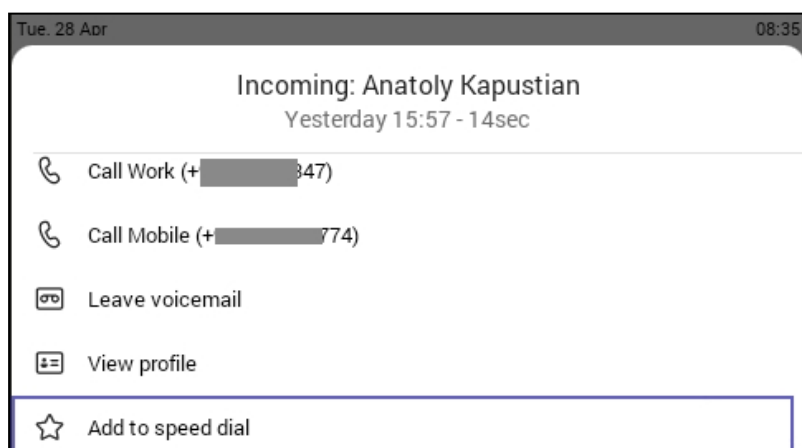 Tue. 28 Apr 08:35
Incoming: Anatoly Kapustian
Yesterday 15:57 - 14sec
Call Work (+ 347)
Call Mobile (+ 774)
Leave voicemail
View profile
Add to speed dial